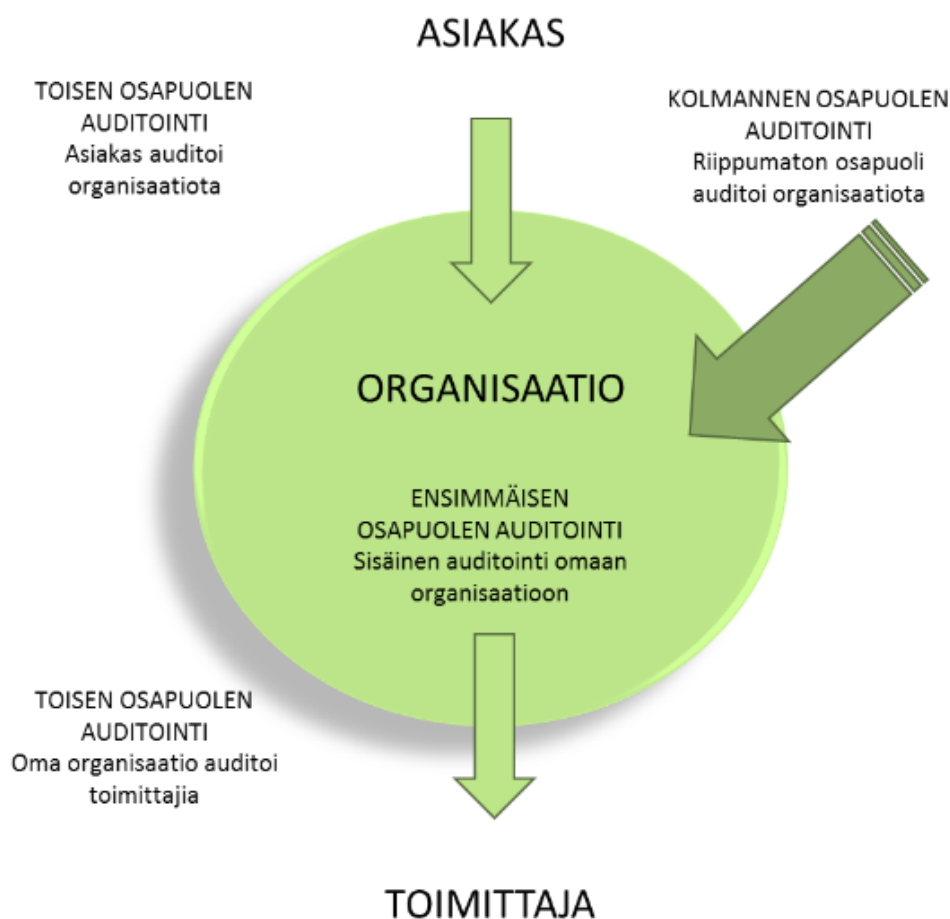 ASIAKAS
TOISEN OSAPUOLEN
AUDITOINTI
Asiakas auditoi
organisaatiota
KOLMANNEN OSAPUOLEN
AUDITOINTI
Riippumaton osapuoli
auditoi organisaatiota
ORGANISAATIO
ENSIMMÄISEN
OSAPUOLEN AUDITOINTI
Sisäinen auditointi omaan
organisaatioon
TOISEN OSAPUOLEN
AUDITOINTI
Oma organisaatio auditoi
toimittajia
TOIMITTAJA